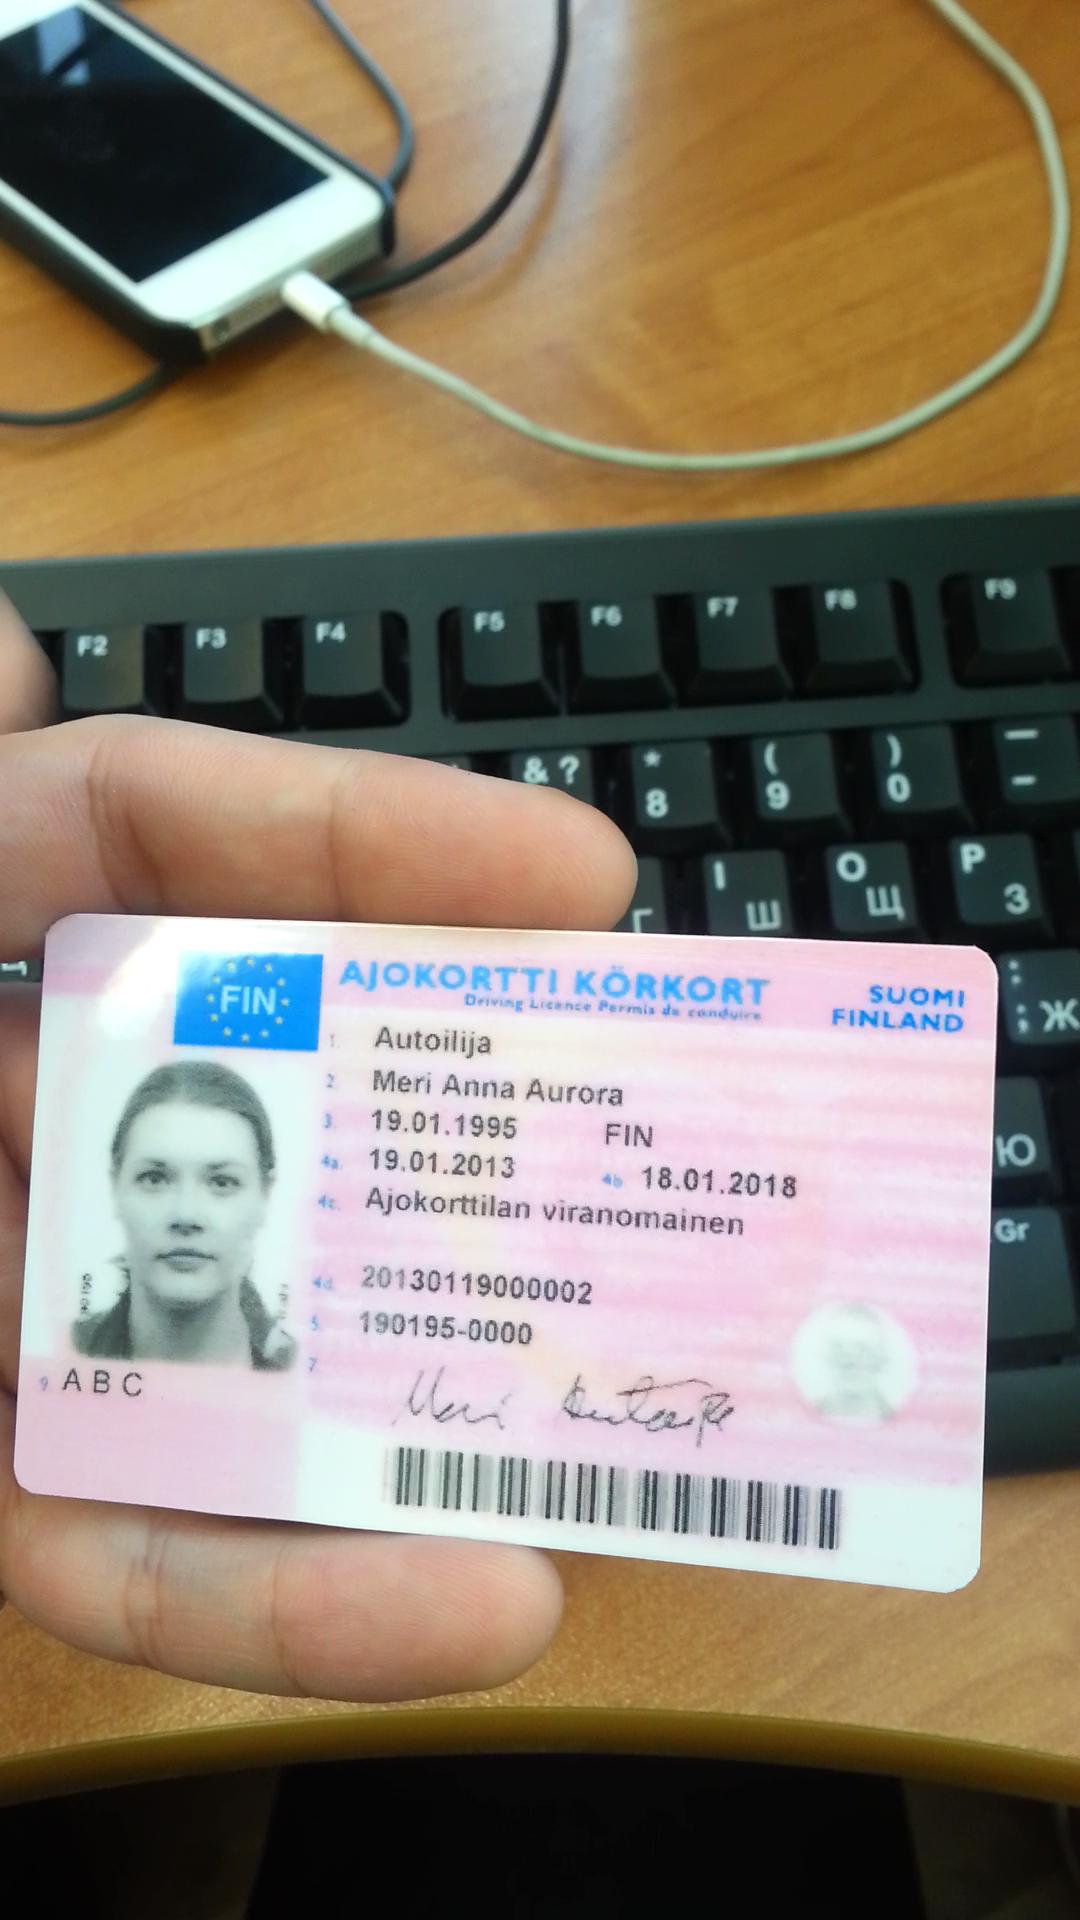 F2 F3 F4 F5 F6 F7 F8 F9
& ? * 8 ( 9 ) 0 — -
Г I Ш O Щ P З
: ; Ж
Ю
Gr
FIN
AJOKORTTI KÖRKORT
Driving Licence Permis de conduire
SUOMI
FINLAND
1. Autoilija
2. Meri Anna Aurora
3. 19.01.1995 FIN
4a. 19.01.2013 4b. 18.01.2018
4c. Ajokorttilan viranomainen
4d. 20130119000002
5. 190195-0000
7. Meri Autoilija
9. A B C